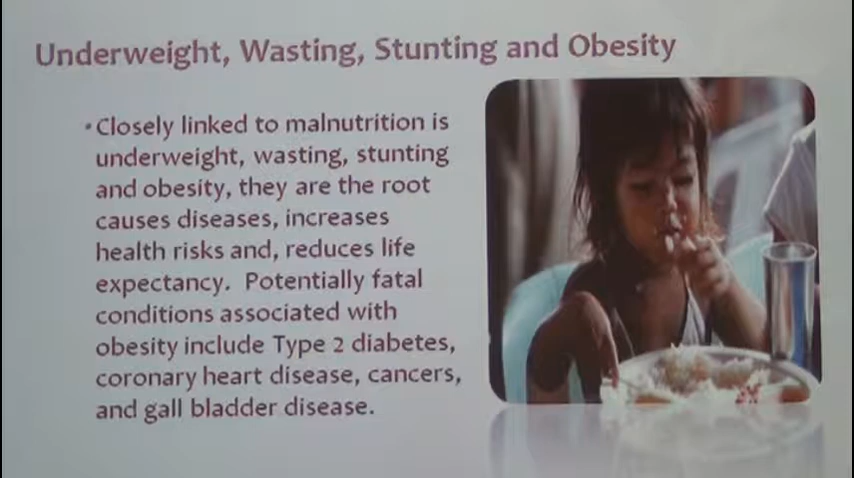 Underweight, Wasting, Stunting and Obesity
• Closely linked to malnutrition is
underweight, wasting, stunting
and obesity, they are the root
causes diseases, increases
health risks and, reduces life
expectancy. Potentially fatal
conditions associated with
obesity include Type 2 diabetes,
coronary heart disease, cancers,
and gall bladder disease.